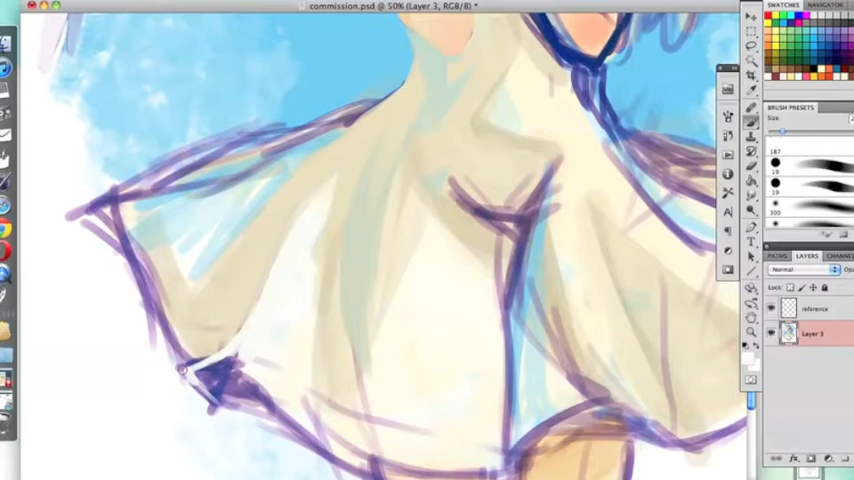 commission.psd @ 50% (Layer 3, RGB/8) *
SWATCHES
NAVIGATOR
BRUSH PRESETS
Size:
187
19
19
300
PATHS
LAYERS
CHANNEL
Normal
Lock:
reference
Layer 3